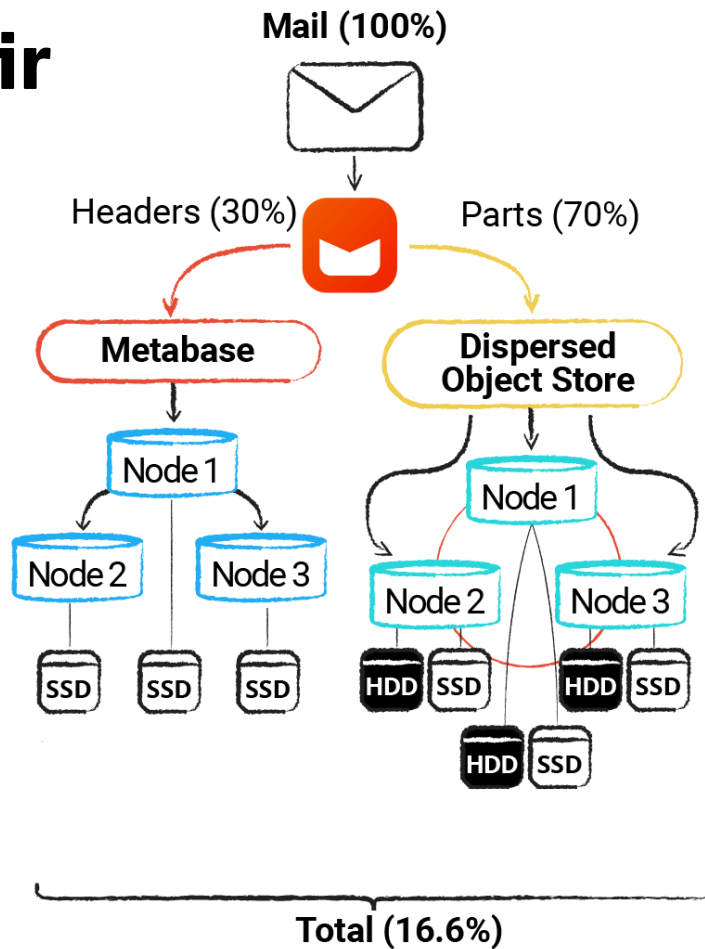 ir
Mail (100%)
Headers (30%)
Parts (70%)
Metabase
Dispersed
Object Store
Node 1
Node 2
Node 3
SSD
SSD
SSD
Node 1
Node 2
Node 3
HDD
SSD
HDD
SSD
HDD
SSD
Total (16.6%)